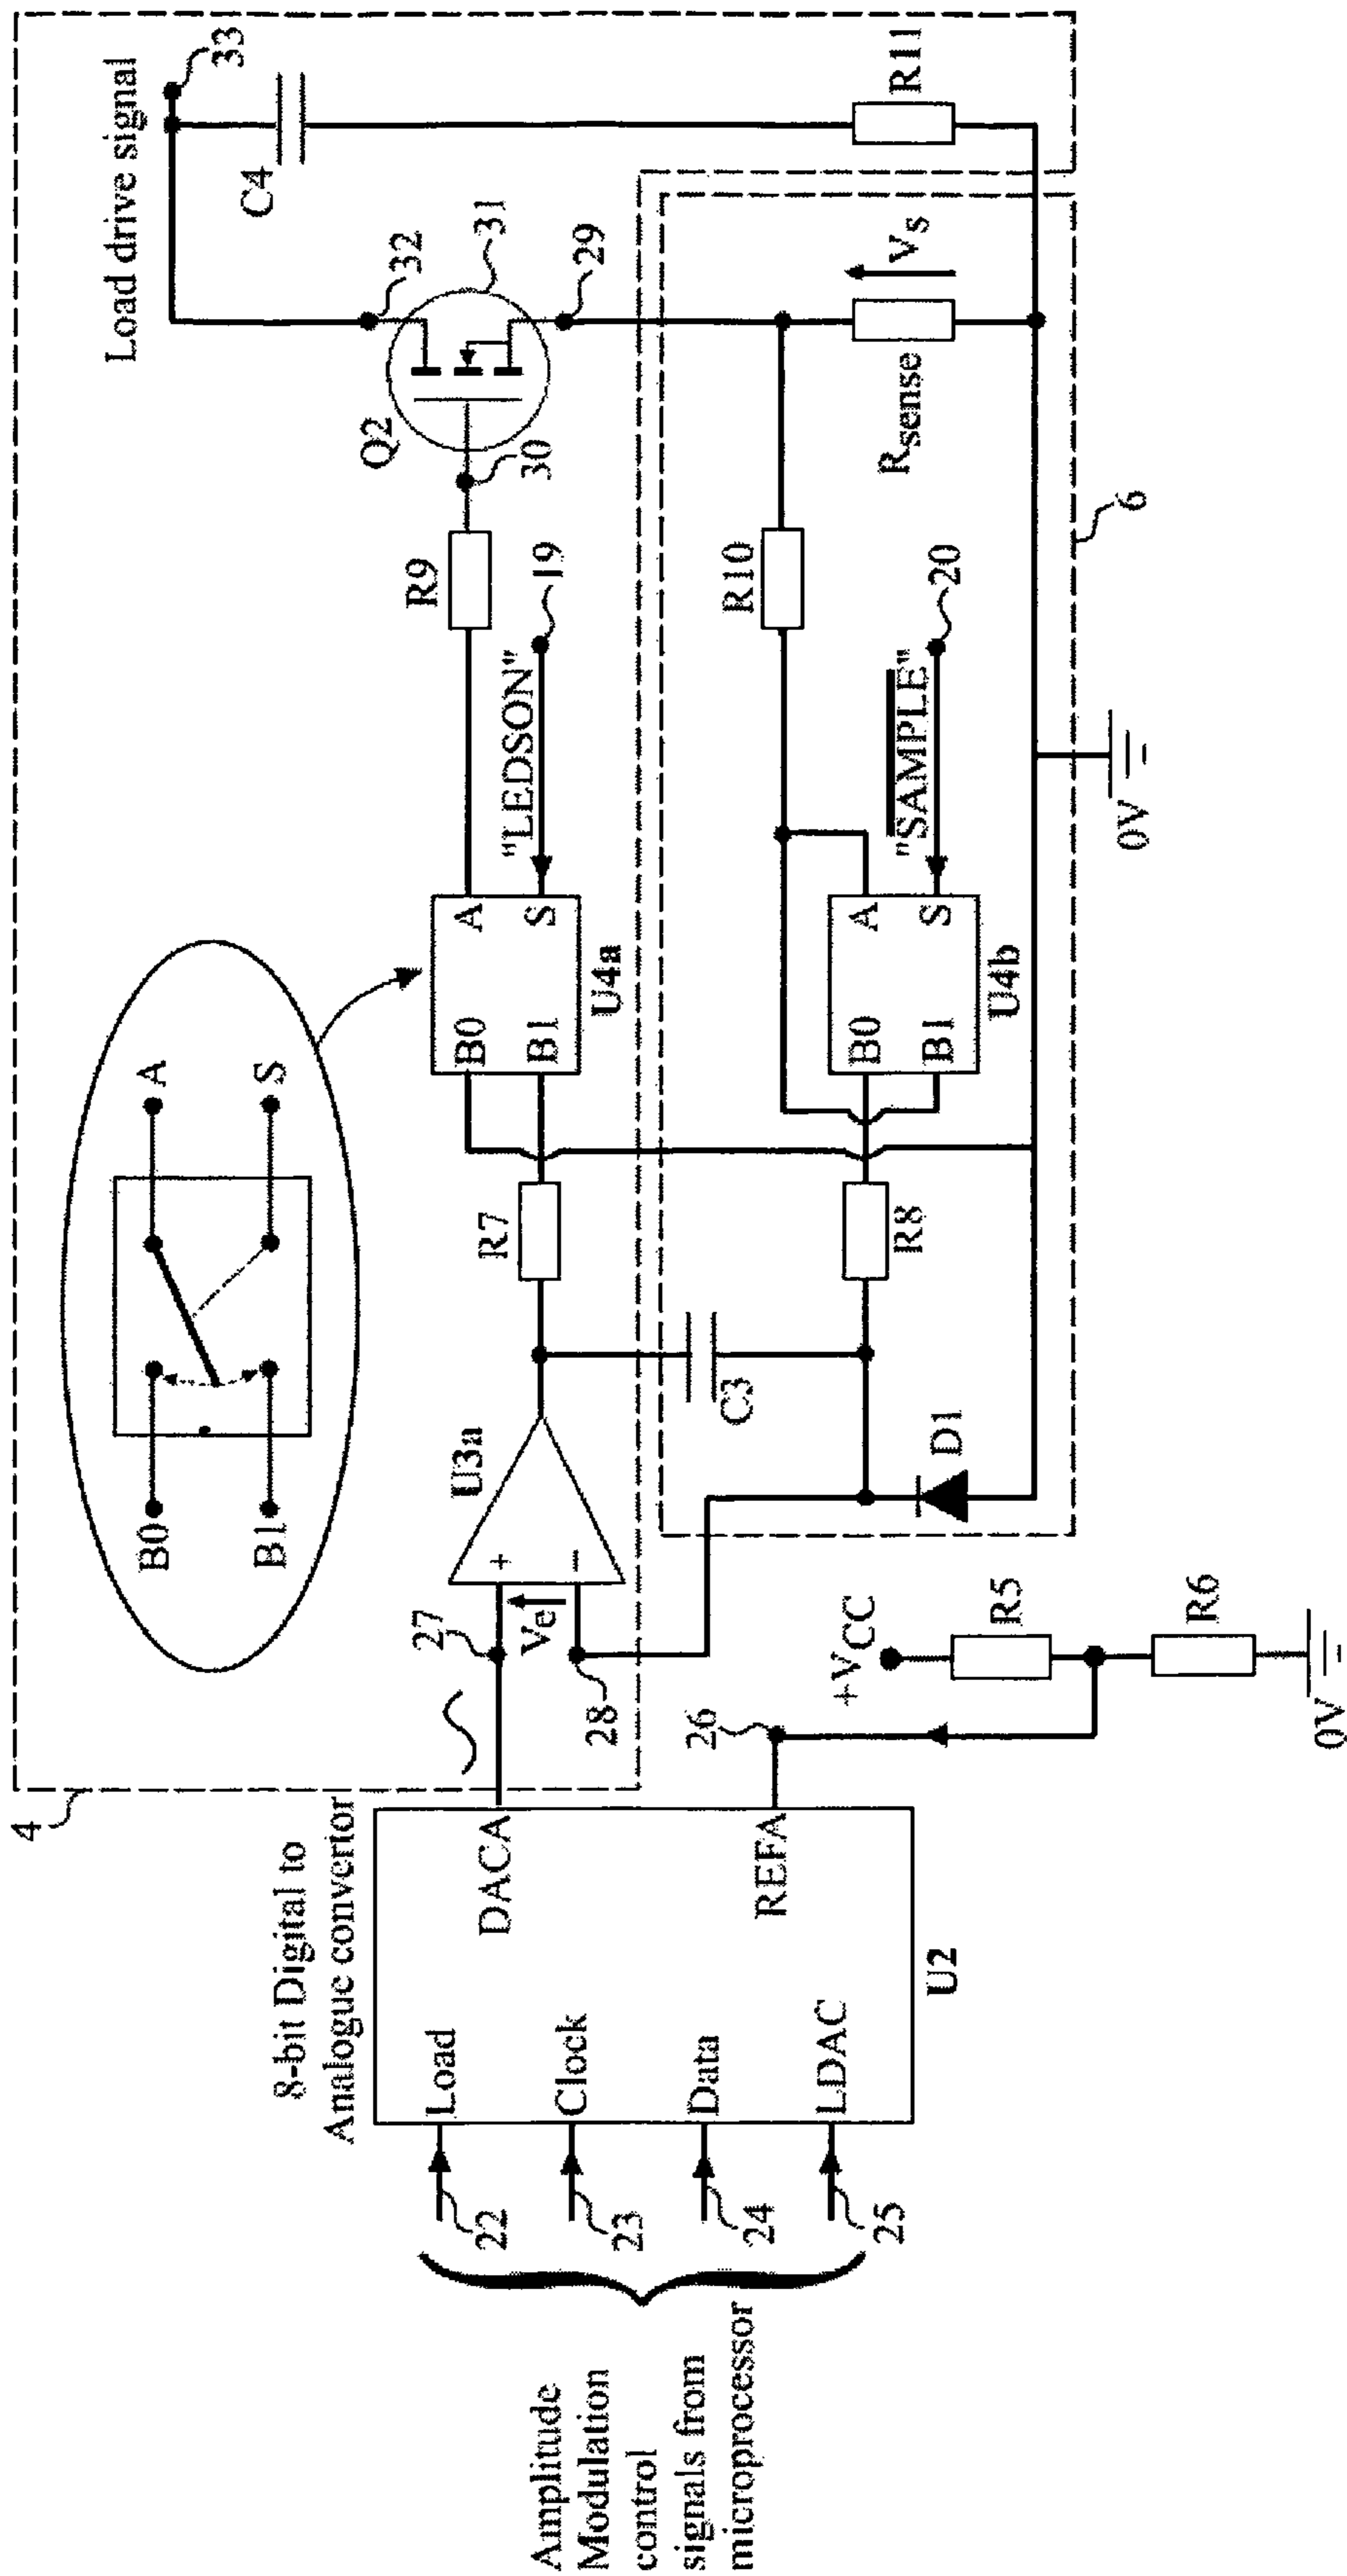 4
8-bit Digital to
Analogue convertor
Amplitude
Modulation
control
signals from
microprocessor
22
23
24
25
Load
Clock
Data
LDAC
DACA
REFA
U2
26
+VCC
R5
R6
0V
27
28
Ve
+
−
U3a
B0
B1
A
S
C3
D1
R7
R8
B0
B1
A
S
U4a
B0
B1
A
S
U4b
"LEDSON"
19
"SAMPLE"
20
0V
R9
R10
30
Q2
31
32
29
Rsense
Vs
6
Load drive signal
33
C4
R11